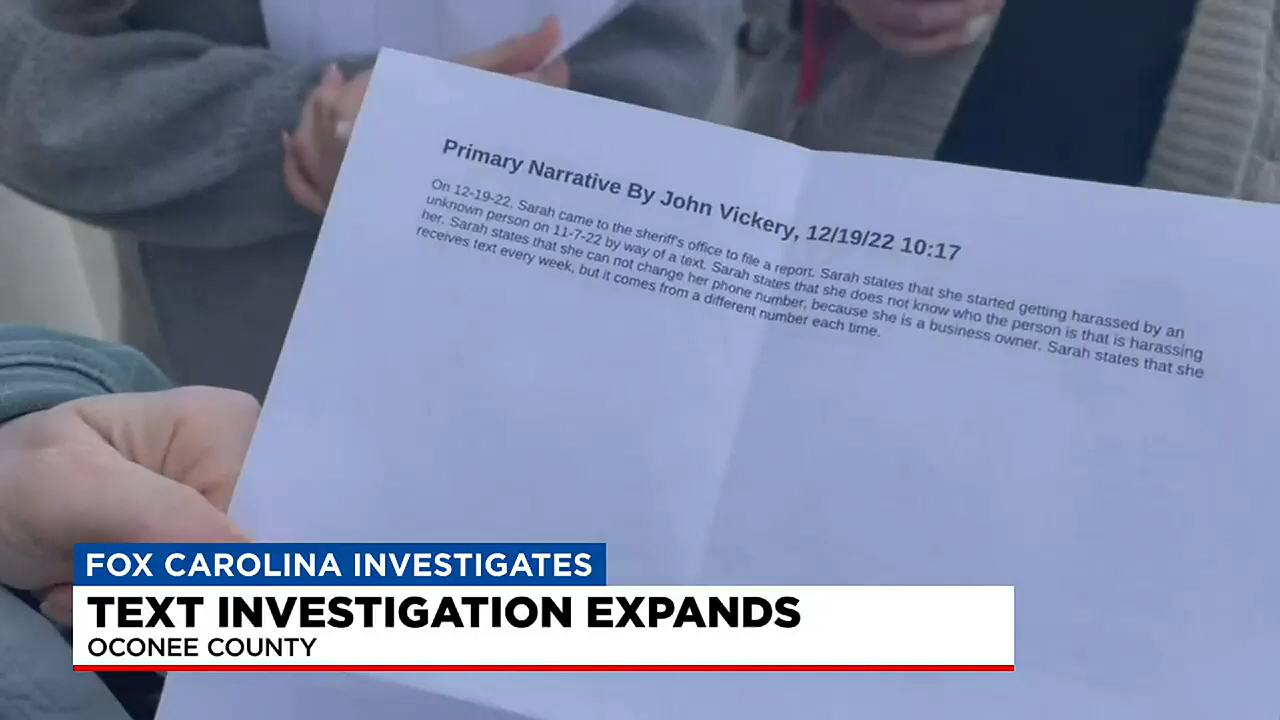 Primary Narrative By John Vickery, 12/19/22 10:17
On 12-19-22. Sarah came to the sheriff's office to file a report. Sarah states that she started getting harassed by an
unknown person on 11-7-22 by way of a text. Sarah states that she does not know who the person is that is harassing
her. Sarah states that she can not change her phone number, because she is a business owner. Sarah states that she
receives text every week, but it comes from a different number each time.
FOX CAROLINA INVESTIGATES
TEXT INVESTIGATION EXPANDS
OCONEE COUNTY